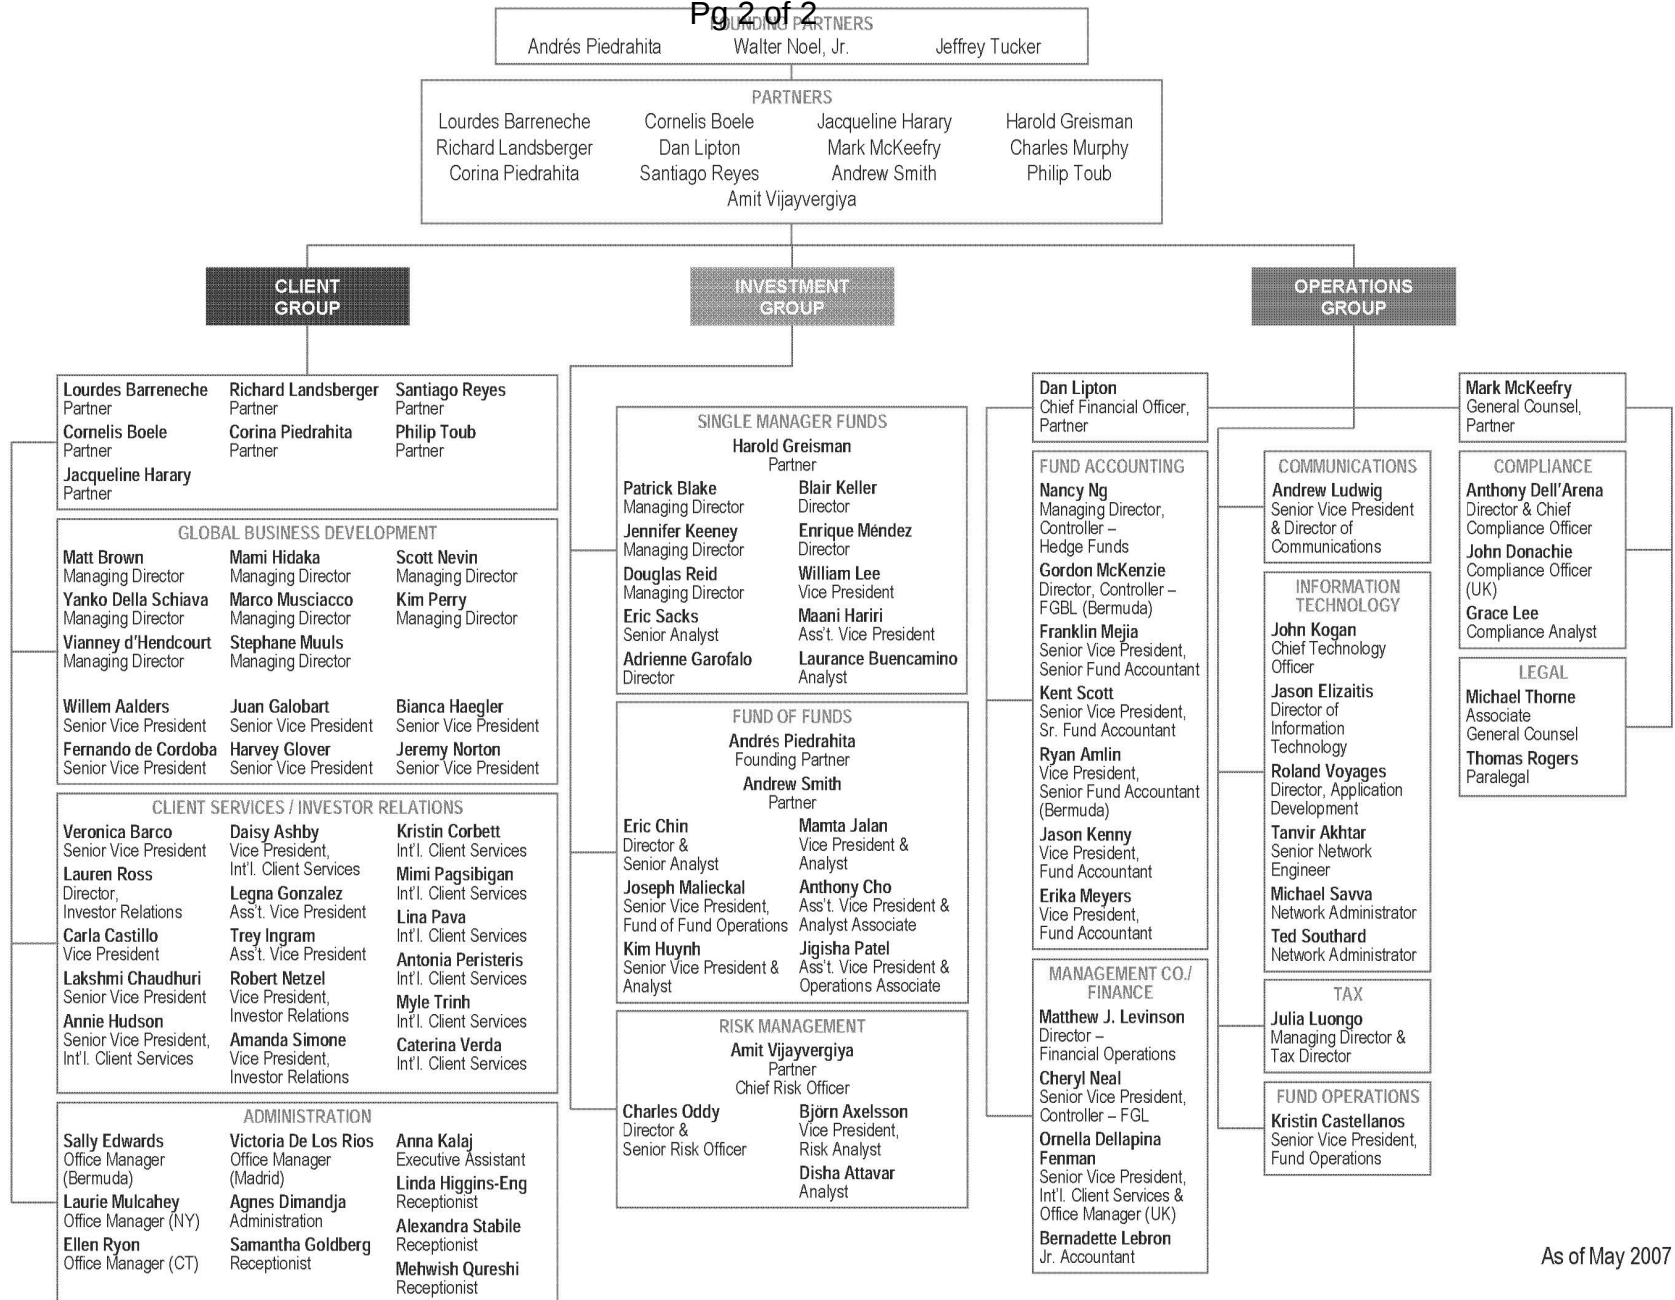 Pg 2 of 2
FOUNDING PARTNERS
Andrés Piedrahita Walter Noel, Jr. Jeffrey Tucker
PARTNERS
Lourdes Barreneche Cornelis Boele Jacqueline Harary Harold Greisman
Richard Landsberger Dan Lipton Mark McKeefry Charles Murphy
Corina Piedrahita Santiago Reyes Andrew Smith Philip Toub
Amit Vijayvergiya
CLIENT
GROUP
INVESTMENT
GROUP
OPERATIONS
GROUP
Lourdes Barreneche Richard Landsberger Santiago Reyes
Partner Partner Partner
Cornelis Boele Corina Piedrahita Philip Toub
Partner Partner Partner
Jacqueline Harary
Partner
GLOBAL BUSINESS DEVELOPMENT
Matt Brown Mami Hidaka Scott Nevin
Managing Director Managing Director Managing Director
Yanko Della Schiava Marco Musciacco Kim Perry
Managing Director Managing Director Managing Director
Vianney d'Hendcourt Stephane Muuls
Managing Director Managing Director
Willem Aalders Juan Galobart Bianca Haegler
Senior Vice President Senior Vice President Senior Vice President
Fernando de Cordoba Harvey Glover Jeremy Norton
Senior Vice President Senior Vice President Senior Vice President
CLIENT SERVICES / INVESTOR RELATIONS
Veronica Barco
Senior Vice President
Lauren Ross
Director,
Investor Relations
Carla Castillo
Vice President
Lakshmi Chaudhuri
Senior Vice President
Annie Hudson
Senior Vice President,
Int'l. Client Services
Daisy Ashby
Vice President,
Int'l. Client Services
Legna Gonzalez
Ass't. Vice President
Trey Ingram
Ass't. Vice President
Robert Netzel
Vice President,
Investor Relations
Amanda Simone
Vice President,
Investor Relations
Kristin Corbett
Int'l. Client Services
Mimi Pagsibigan
Int'l. Client Services
Lina Pava
Int'l. Client Services
Antonia Peristeris
Int'l. Client Services
Myle Trinh
Int'l. Client Services
Caterina Verda
Int'l. Client Services
ADMINISTRATION
Sally Edwards
Office Manager
(Bermuda)
Laurie Mulcahey
Office Manager (NY)
Ellen Ryon
Office Manager (CT)
Victoria De Los Rios
Office Manager
(Madrid)
Agnes Dimandja
Administration
Samantha Goldberg
Receptionist
Anna Kalaj
Executive Assistant
Linda Higgins-Eng
Receptionist
Alexandra Stabile
Receptionist
Mehwish Qureshi
Receptionist
SINGLE MANAGER FUNDS
Harold Greisman
Partner
Patrick Blake Blair Keller
Managing Director Director
Jennifer Keeney Enrique Méndez
Managing Director Director
Douglas Reid William Lee
Managing Director Vice President
Eric Sacks Maani Hariri
Senior Analyst Ass't. Vice President
Adrienne Garofalo Laurance Buencamino
Director Analyst
FUND OF FUNDS
Andrés Piedrahita
Founding Partner
Andrew Smith
Partner
Eric Chin Mamta Jalan
Director & Vice President &
Senior Analyst Analyst
Joseph Malieckal Anthony Cho
Senior Vice President, Ass't. Vice President &
Fund of Fund Operations Analyst Associate
Kim Huynh Jigisha Patel
Senior Vice President & Ass't. Vice President &
Analyst Operations Associate
RISK MANAGEMENT
Amit Vijayvergiya
Partner
Chief Risk Officer
Charles Oddy Björn Axelsson
Director & Vice President,
Senior Risk Officer Risk Analyst
Disha Attavar
Analyst
Dan Lipton
Chief Financial Officer,
Partner
FUND ACCOUNTING
Nancy Ng
Managing Director,
Controller –
Hedge Funds
Gordon McKenzie
Director, Controller –
FGBL (Bermuda)
Franklin Mejia
Senior Vice President,
Senior Fund Accountant
Kent Scott
Senior Vice President,
Sr. Fund Accountant
Ryan Amlin
Vice President,
Senior Fund Accountant
(Bermuda)
Jason Kenny
Vice President,
Fund Accountant
Erika Meyers
Vice President,
Fund Accountant
MANAGEMENT CO./
FINANCE
Matthew J. Levinson
Director –
Financial Operations
Cheryl Neal
Senior Vice President,
Controller – FGL
Ornella Dellapina
Fenman
Senior Vice President,
Int'l. Client Services &
Office Manager (UK)
Bernadette Lebron
Jr. Accountant
COMMUNICATIONS
Andrew Ludwig
Senior Vice President
& Director of
Communications
INFORMATION
TECHNOLOGY
John Kogan
Chief Technology
Officer
Jason Elizaitis
Director of
Information
Technology
Roland Voyages
Director, Application
Development
Tanvir Akhtar
Senior Network
Engineer
Michael Savva
Network Administrator
Ted Southard
Network Administrator
TAX
Julia Luongo
Managing Director &
Tax Director
FUND OPERATIONS
Kristin Castellanos
Senior Vice President,
Fund Operations
Mark McKeefry
General Counsel,
Partner
COMPLIANCE
Anthony Dell'Arena
Director & Chief
Compliance Officer
John Donachie
Compliance Officer
(UK)
Grace Lee
Compliance Analyst
LEGAL
Michael Thorne
Associate
General Counsel
Thomas Rogers
Paralegal
As of May 2007